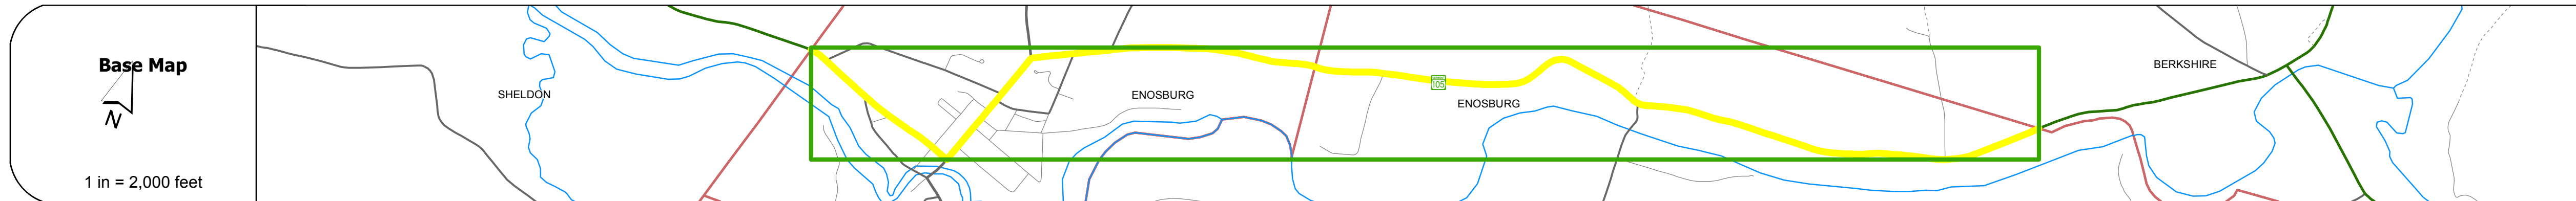 Base Map
N
1 in = 2,000 feet
SHELDON
ENOSBURG
105
ENOSBURG
BERKSHIRE